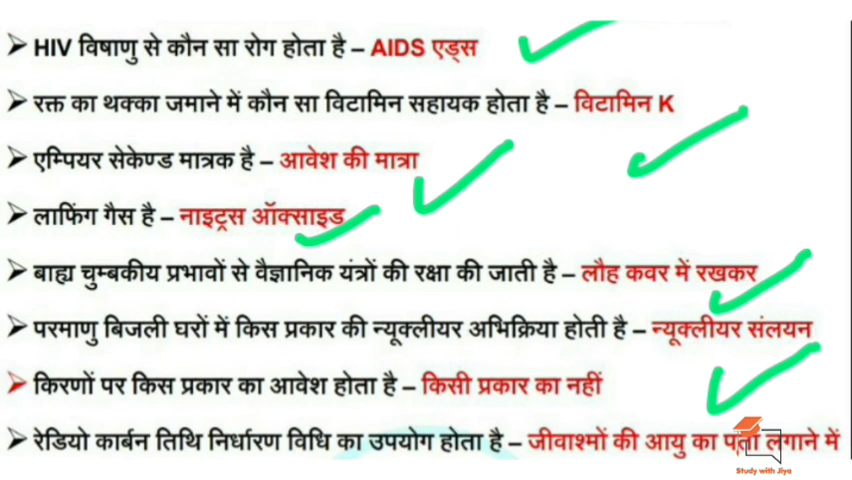 ➤ HIV विषाणु से कौन सा रोग होता है – AIDS एड्स
➤ रक्त का थक्का जमाने में कौन सा विटामिन सहायक होता है – विटामिन K
➤ एम्पियर सेकेण्ड मात्रक है – आवेश की मात्रा
➤ लाफिंग गैस है – नाइट्रस ऑक्साइड
➤ बाह्य चुम्बकीय प्रभावों से वैज्ञानिक यंत्रों की रक्षा की जाती है – लौह कवर में रखकर
➤ परमाणु बिजली घरों में किस प्रकार की न्यूक्लीयर अभिक्रिया होती है – न्यूक्लीयर संलयन
➤ किरणों पर किस प्रकार का आवेश होता है – किसी प्रकार का नहीं
➤ रेडियो कार्बन तिथि निर्धारण विधि का उपयोग होता है – जीवाश्मों की आयु का पता लगाने में
Study with Jiya